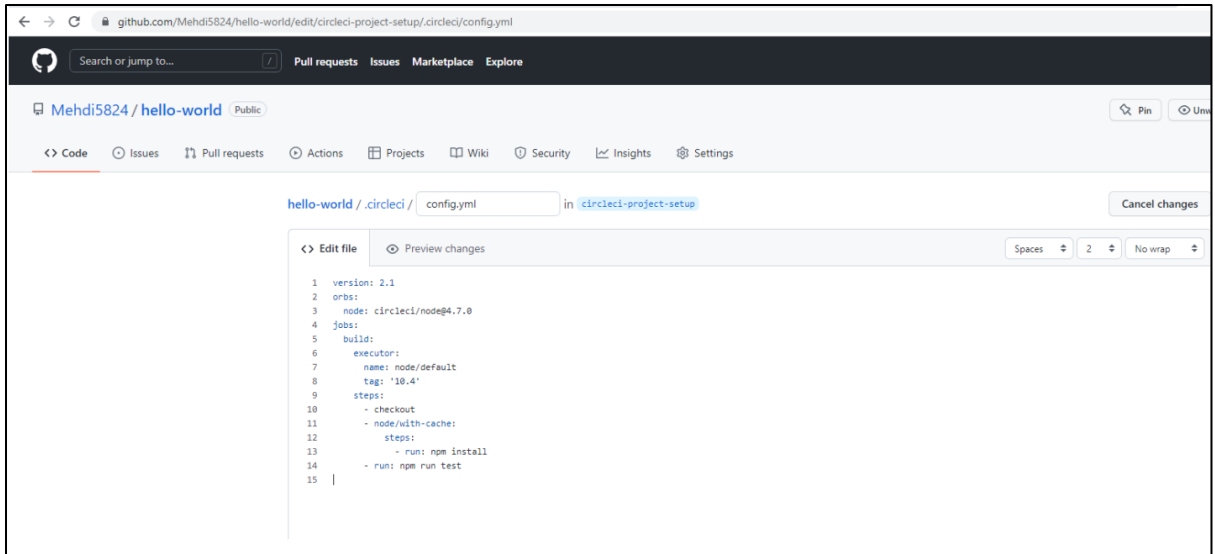 github.com/Mehdi5824/hello-world/edit/circleci-project-setup/.circleci/config.yml
Search or jump to... / Pull requests Issues Marketplace Explore
Mehdi5824 / hello-world Public Pin Unw
<> Code Issues Pull requests Actions Projects Wiki Security Insights Settings
hello-world / .circleci / config.yml in circleci-project-setup Cancel changes
<> Edit file Preview changes Spaces 2 No wrap
1 version: 2.1
2 orbs:
3   node: circleci/node@4.7.0
4 jobs:
5   build:
6     executor:
7       name: node/default
8       tag: '10.4'
9     steps:
10       - checkout
11       - node/with-cache:
12           steps:
13             - run: npm install
14       - run: npm run test
15